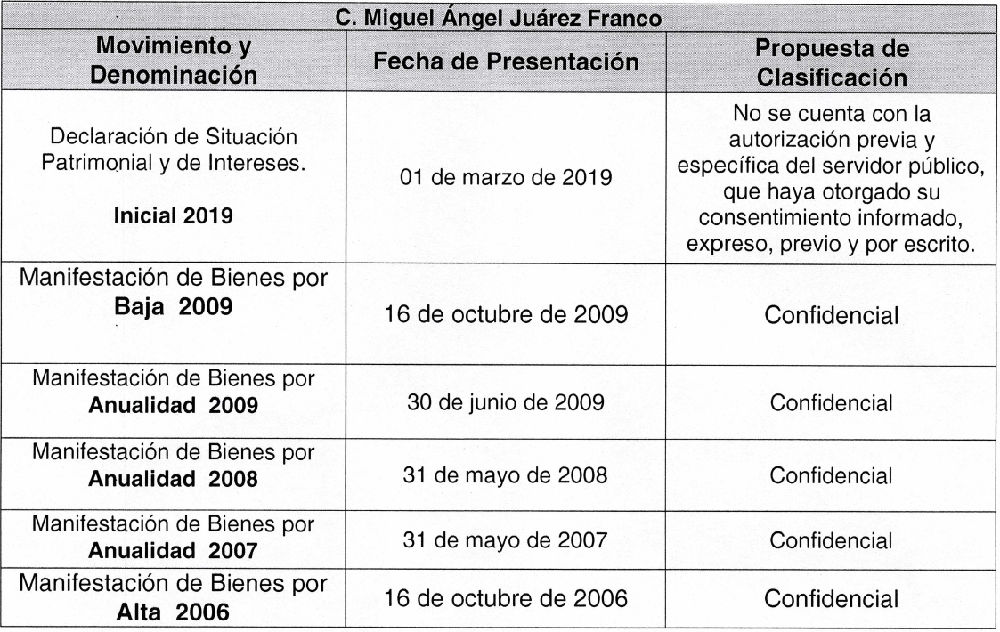 C. Miguel Ángel Juárez Franco
Movimiento y
Denominación
Fecha de Presentación
Propuesta de
Clasificación
Declaración de Situación
Patrimonial y de Intereses.
Inicial 2019
01 de marzo de 2019
No se cuenta con la
autorización previa y
específica del servidor público,
que haya otorgado su
consentimiento informado,
expreso, previo y por escrito.
Manifestación de Bienes por
Baja 2009
16 de octubre de 2009
Confidencial
Manifestación de Bienes por
Anualidad 2009
30 de junio de 2009
Confidencial
Manifestación de Bienes por
Anualidad 2008
31 de mayo de 2008
Confidencial
Manifestación de Bienes por
Anualidad 2007
31 de mayo de 2007
Confidencial
Manifestación de Bienes por
Alta 2006
16 de octubre de 2006
Confidencial